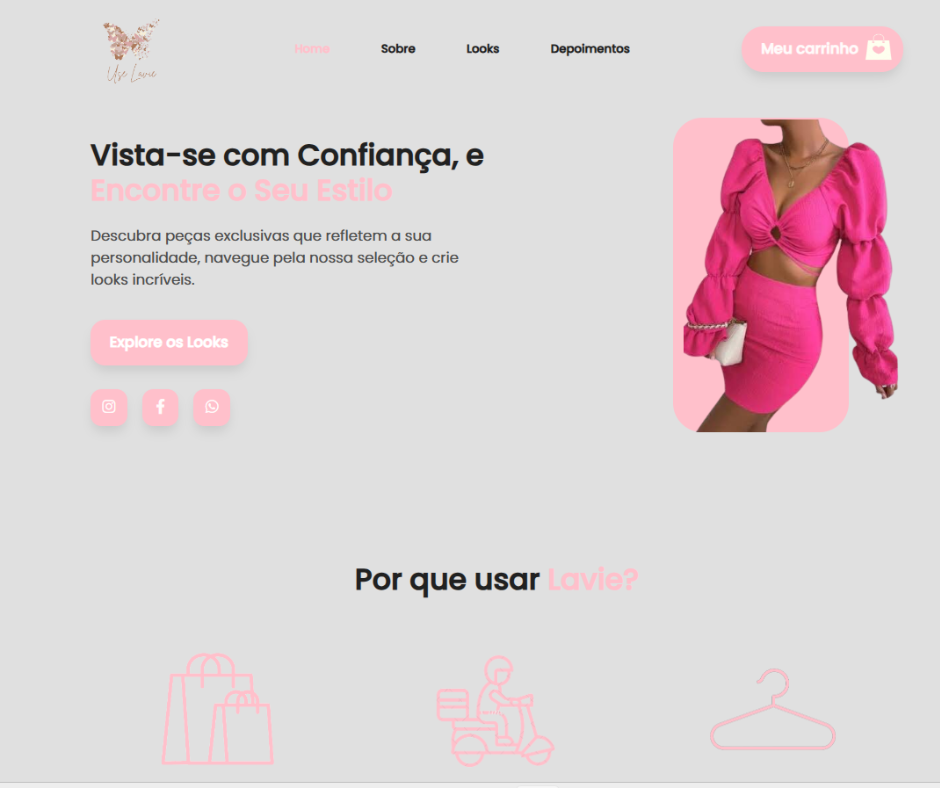 Use Lavie
Home
Sobre
Looks
Depoimentos
Meu carrinho
Vista-se com Confiança, e
Encontre o Seu Estilo
Descubra peças exclusivas que refletem a sua
personalidade, navegue pela nossa seleção e crie
looks incríveis.
Explore os Looks
Por que usar Lavie?